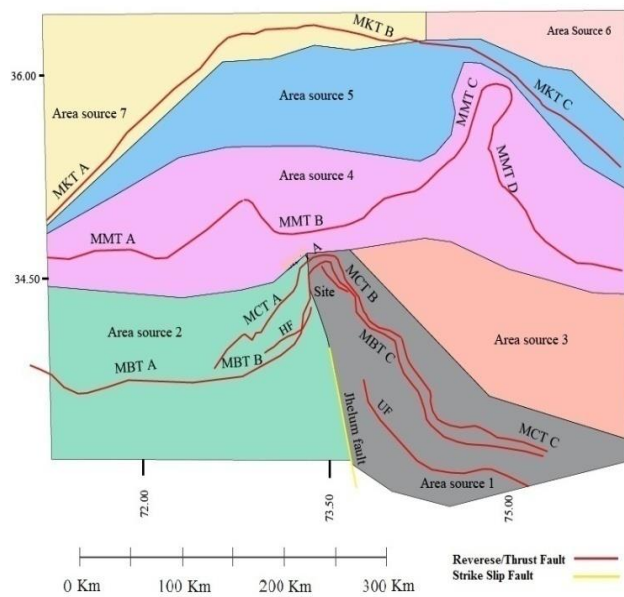 MKT B
Area Source 6
36.00
MKT C
Area source 5
MMT C
Area source 7
MKT A
MMT D
Area source 4
MMT B
MMT A
34.50
A
MCT B
Site
MCT A
Area source 2
HF
Area source 3
MBT A
MBT B
MBT C
UF
Jhelum fault
MCT C
Area source 1
72.00
73.50
75.00
0 Km 100 Km 200 Km 300 Km
Reverese/Thrust Fault
Strike Slip Fault